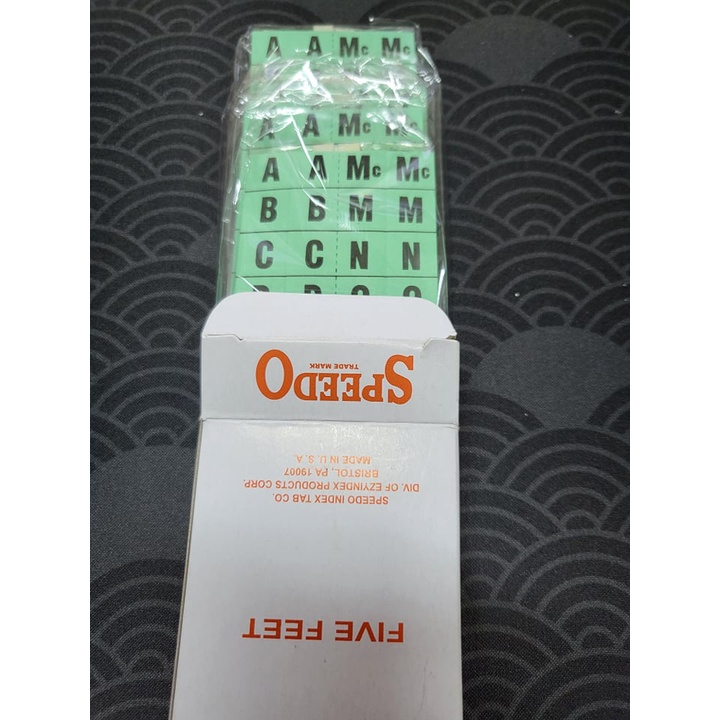 A A Mc Mc
A A Mc Mc
A A Mc Mc
B B M M
C C N N
SPEEDO
TRADE MARK
SPEEDO INDEX TAB CO.
DIV. OF EZYINDEX PRODUCTS CORP.
BRISTOL, PA 19007
MADE IN U. S. A.
FIVE FEET